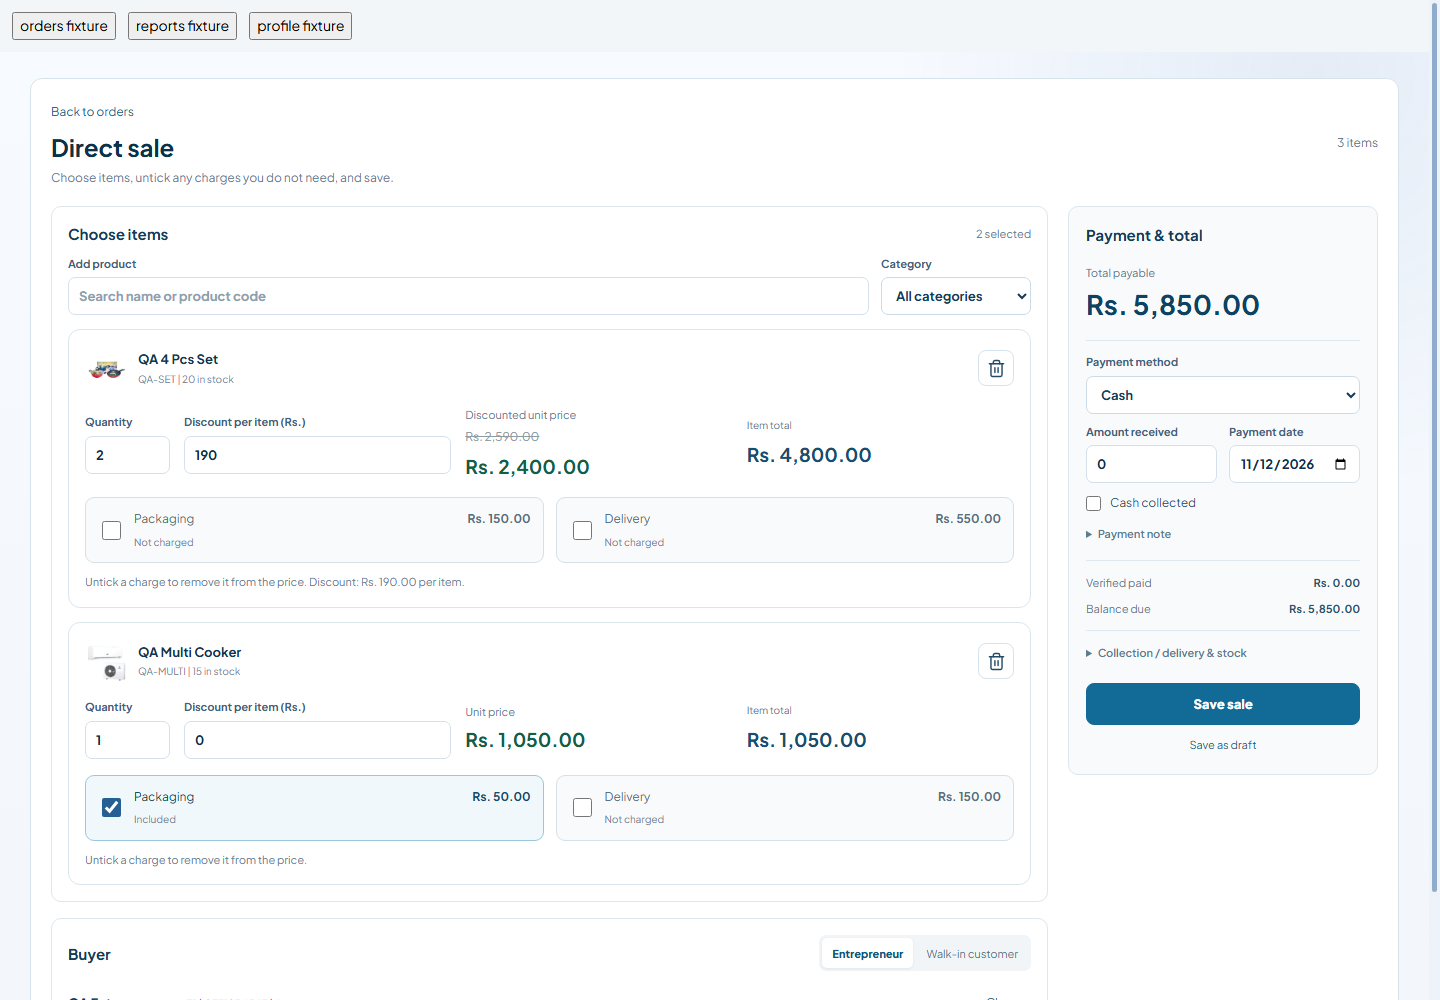 orders fixture reports fixture profile fixture
Back to orders
Direct sale
3 items
Choose items, untick any charges you do not need, and save.
Choose items
2 selected
Add product
Category
Search name or product code
All categories
QA 4 Pcs Set
QA-SET | 20 in stock
Quantity
Discount per item (Rs.)
Discounted unit price
Item total
2
190
Rs. 2,590.00
Rs. 2,400.00
Rs. 4,800.00
Packaging
Rs. 150.00
Not charged
Delivery
Rs. 550.00
Not charged
Untick a charge to remove it from the price. Discount: Rs. 190.00 per item.
QA Multi Cooker
QA-MULTI | 15 in stock
Quantity
Discount per item (Rs.)
Unit price
Item total
1
0
Rs. 1,050.00
Rs. 1,050.00
Packaging
Rs. 50.00
Included
Delivery
Rs. 150.00
Not charged
Untick a charge to remove it from the price.
Buyer
Entrepreneur
Walk-in customer
Payment & total
Total payable
Rs. 5,850.00
Payment method
Cash
Amount received
Payment date
0
11/12/2026
Cash collected
Payment note
Verified paid
Rs. 0.00
Balance due
Rs. 5,850.00
Collection / delivery & stock
Save sale
Save as draft